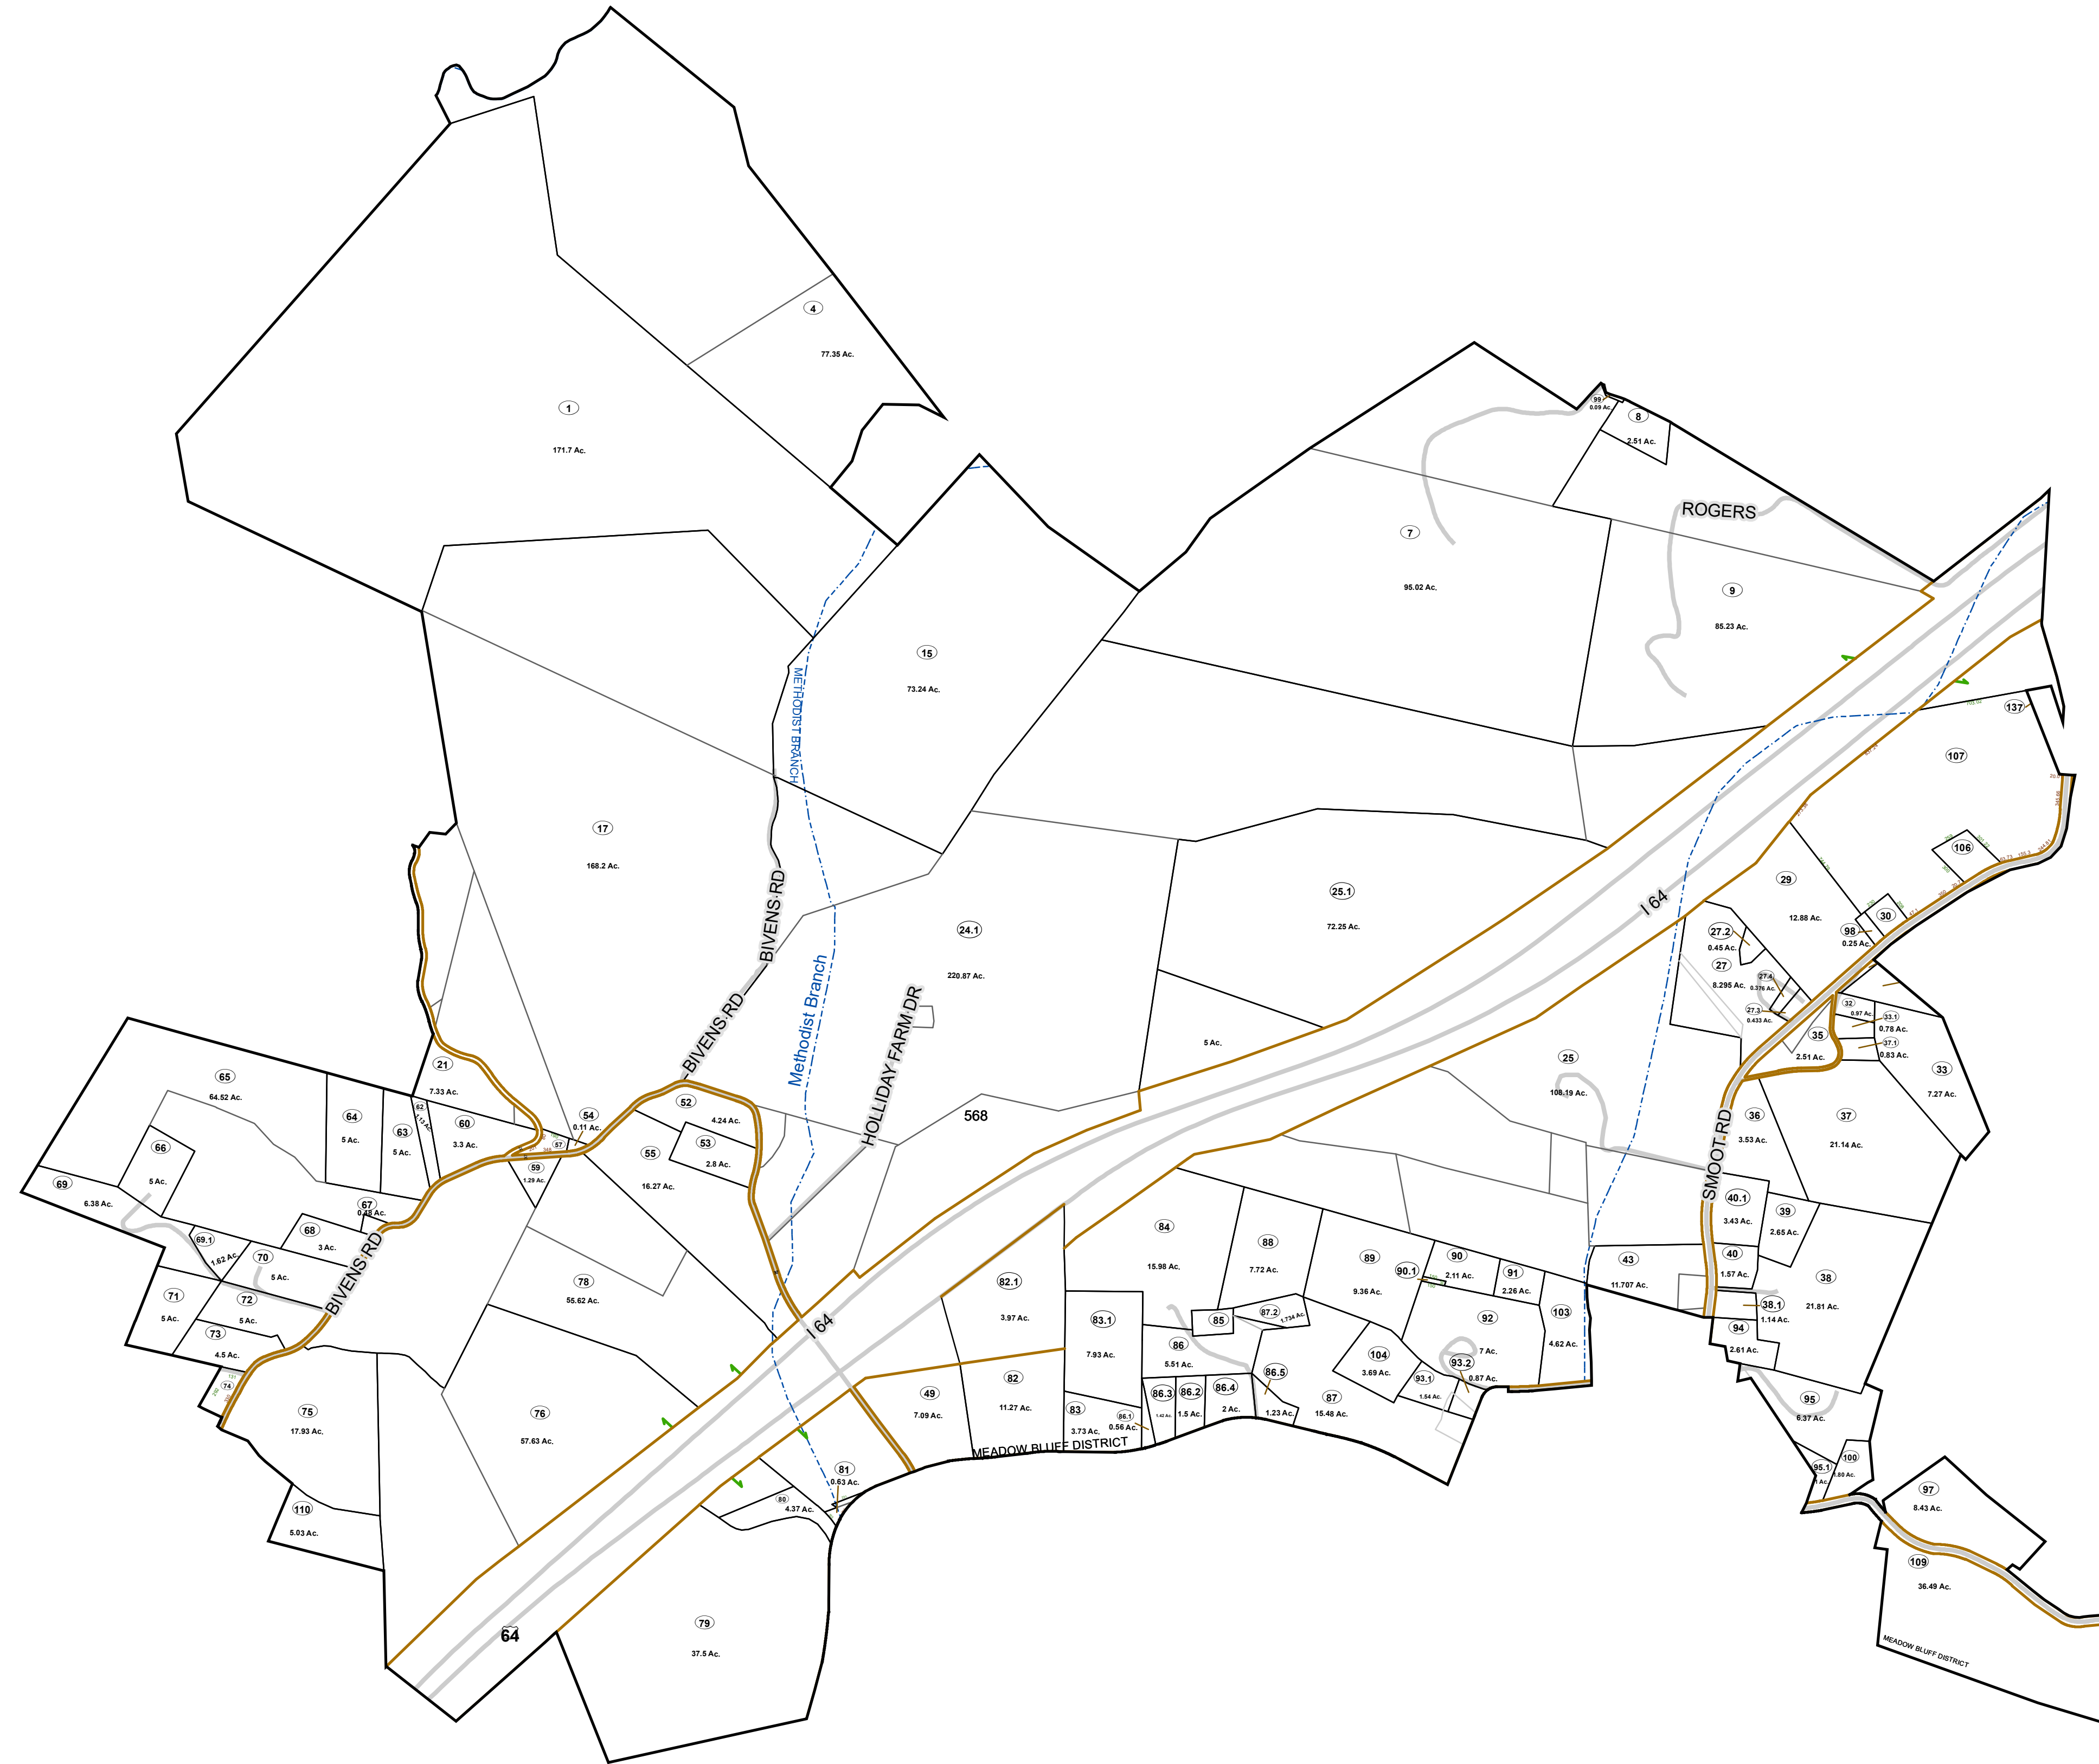 4
77.35 Ac.
1
171.7 Ac.
99
0.09 Ac.
8
2.51 Ac.
ROGERS
7
95.02 Ac.
9
85.23 Ac.
15
73.24 Ac.
METHODIST BRANCH
137
107
17
168.2 Ac.
106
BIVENS RD
25.1
72.25 Ac.
I 64
29
12.88 Ac.
30
98
0.25 Ac.
24.1
220.87 Ac.
27.2
0.45 Ac.
27
8.295 Ac.
27.4
0.376 Ac.
27.3
0.433 Ac.
32
0.97 Ac.
33.1
0.78 Ac.
35
2.51 Ac.
37.1
0.83 Ac.
33
7.27 Ac.
BIVENS RD
Methodist Branch
HOLLIDAY FARM DR
5 Ac.
25
108.19 Ac.
65
64.52 Ac.
21
7.33 Ac.
64
5 Ac.
63
5 Ac.
62
1.13 Ac.
60
3.3 Ac.
54
0.11 Ac.
57
59
1.29 Ac.
52
4.24 Ac.
53
2.8 Ac.
55
16.27 Ac.
568
36
3.53 Ac.
37
21.14 Ac.
SMOOT RD
66
5 Ac.
69
6.38 Ac.
67
0.48 Ac.
68
3 Ac.
69.1
1.62 Ac.
70
5 Ac.
BIVENS RD
71
5 Ac.
72
5 Ac.
73
4.5 Ac.
74
78
55.62 Ac.
84
15.98 Ac.
88
7.72 Ac.
89
9.36 Ac.
90.1
90
2.11 Ac.
91
2.26 Ac.
103
4.62 Ac.
43
11.707 Ac.
40.1
3.43 Ac.
39
2.65 Ac.
40
1.57 Ac.
38
21.81 Ac.
38.1
1.14 Ac.
94
2.61 Ac.
82.1
3.97 Ac.
83.1
7.93 Ac.
85
87.2
1.734 Ac.
86
5.51 Ac.
92
7 Ac.
93.2
0.87 Ac.
93.1
1.54 Ac.
104
3.69 Ac.
I 64
49
7.09 Ac.
82
11.27 Ac.
83
3.73 Ac.
86.1
0.56 Ac.
86.3
1.42 Ac.
86.2
1.5 Ac.
86.4
2 Ac.
86.5
1.23 Ac.
87
15.48 Ac.
MEADOW BLUFF DISTRICT
75
17.93 Ac.
76
57.63 Ac.
95
6.37 Ac.
95.1
1 Ac.
100
1.80 Ac.
81
0.63 Ac.
80
4.37 Ac.
110
5.03 Ac.
97
8.43 Ac.
109
36.49 Ac.
64
79
37.5 Ac.
MEADOW BLUFF DISTRICT